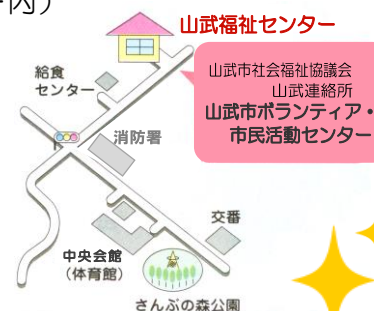 内）
山武福祉センター
山武市社会福祉協議会
山武連絡所
山武市ボランティア・
市民活動センター
給食
センター
消防署
交番
中央会館
（体育館）
さんぶの森公園